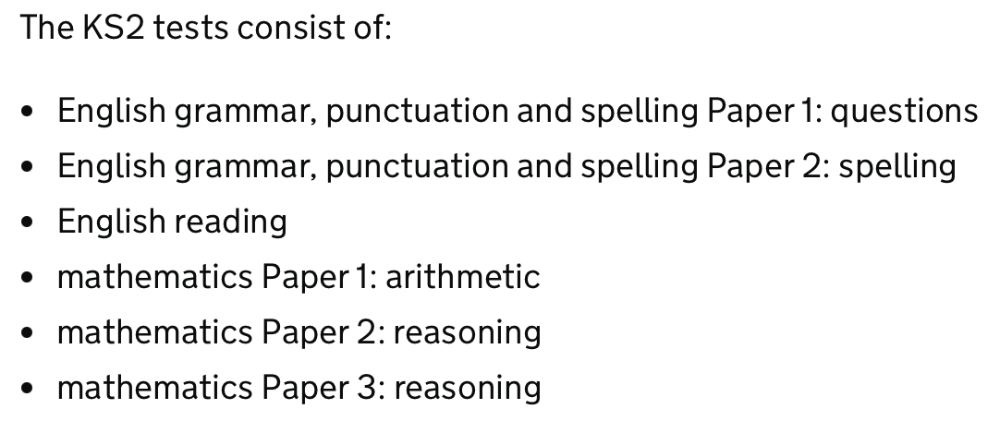 The KS2 tests consist of:
• English grammar, punctuation and spelling Paper 1: questions
• English grammar, punctuation and spelling Paper 2: spelling
• English reading
• mathematics Paper 1: arithmetic
• mathematics Paper 2: reasoning
• mathematics Paper 3: reasoning